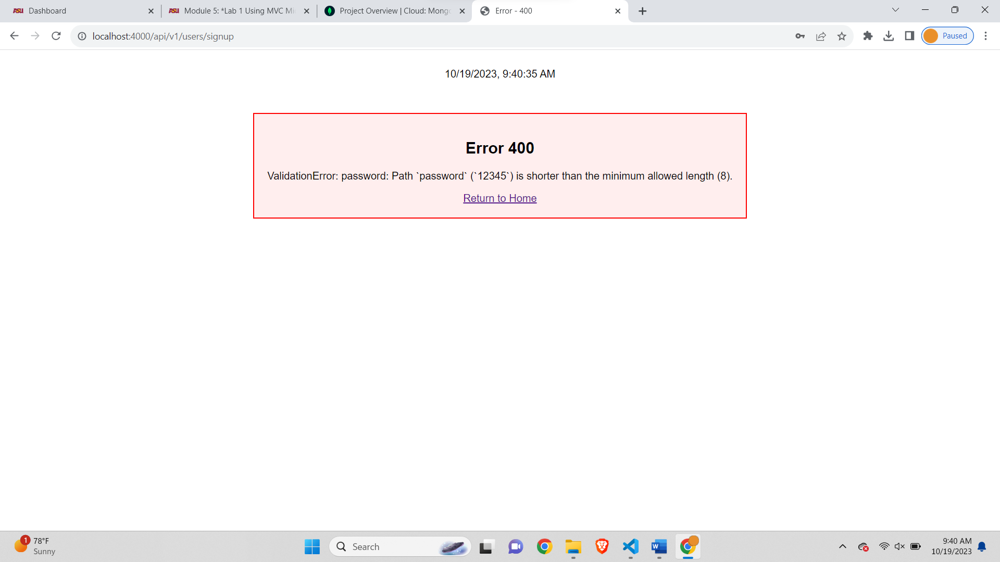 ASU Dashboard
ASU Module 5: *Lab 1 Using MVC Mi
Project Overview | Cloud: Mongo
Error - 400
localhost:4000/api/v1/users/signup
Paused
10/19/2023, 9:40:35 AM
Error 400
ValidationError: password: Path `password` (`12345`) is shorter than the minimum allowed length (8).
Return to Home
1
78°F
Sunny
Search
W
9:40 AM
10/19/2023